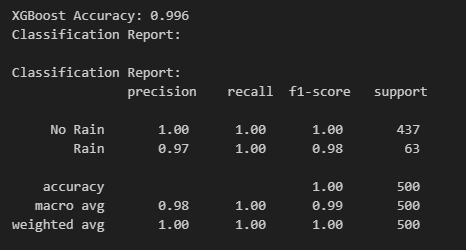 XGBoost Accuracy: 0.996
Classification Report:
Classification Report:
precision recall f1-score support
No Rain 1.00 1.00 1.00 437
Rain 0.97 1.00 0.98 63
accuracy 1.00 500
macro avg 0.98 1.00 0.99 500
weighted avg 1.00 1.00 1.00 500